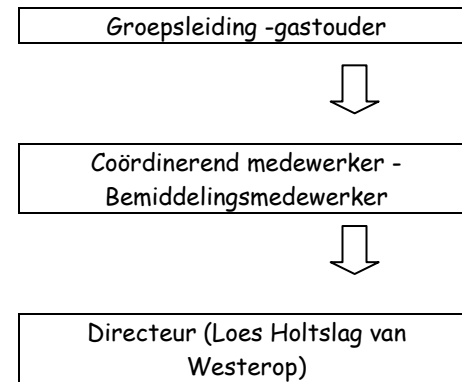 Groepsleiding -gastouder
Coördinerend medewerker -
Bemiddelingsmedewerker
Directeur (Loes Holtslag van
Westerop)